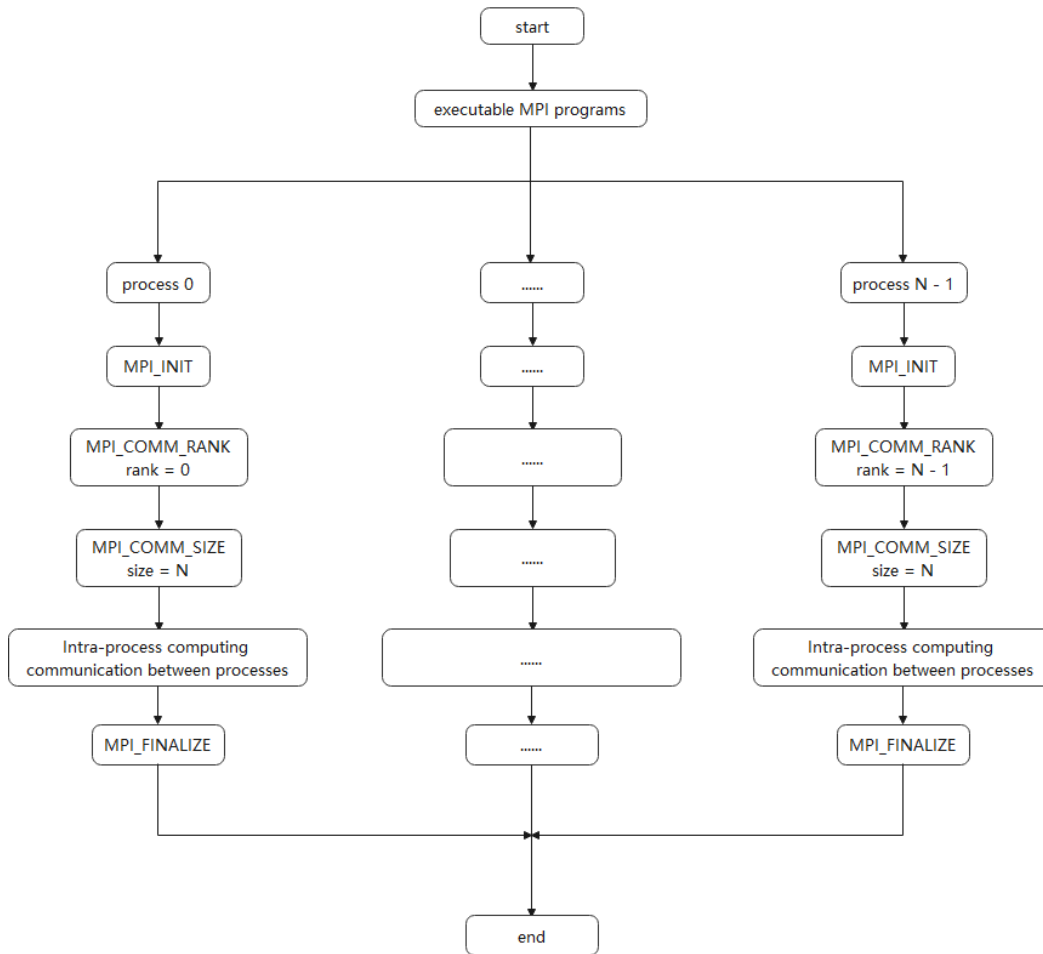 start
executable MPI programs
process 0
......
process N - 1
MPI_INIT
......
MPI_INIT
MPI_COMM_RANK
rank = 0
......
MPI_COMM_RANK
rank = N - 1
MPI_COMM_SIZE
size = N
......
MPI_COMM_SIZE
size = N
Intra-process computing
communication between processes
......
Intra-process computing
communication between processes
MPI_FINALIZE
......
MPI_FINALIZE
end